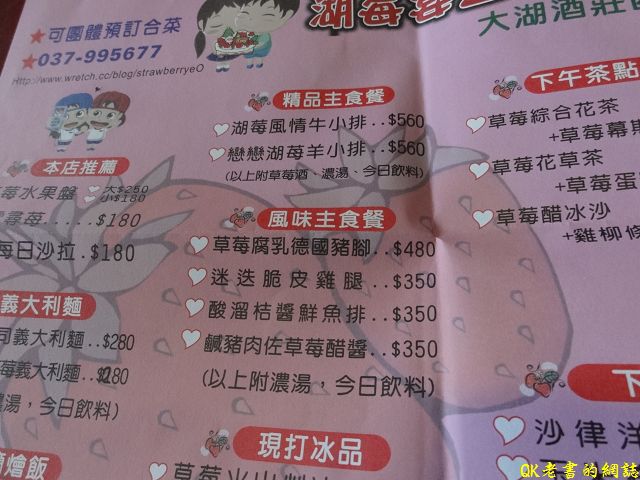 ★可團體預訂合菜
★037-995677
Http://www.wretch.cc/blog/strawberryeO
湖莓
大湖酒莊
精品主食餐
湖莓風情牛小排..$560
戀戀湖莓羊小排..$560
(以上附草莓酒、濃湯、今日飲料)
下午茶點
草莓綜合花茶
+草莓幕斯
草莓花草茶
+草莓蛋
草莓醋冰沙
+雞柳條
本店推薦
莓水果盤 大$250
小$180
莓.....$180
每日沙拉.$180
風味主食餐
草莓腐乳德國豬腳..$480
迷迭脆皮雞腿..$350
酸溜桔醬鮮魚排..$350
鹹豬肉佐草莓醋醬..$350
(以上附濃湯，今日飲料)
義大利麵
司義大利麵..$280
莓義大利麵..$280
濃湯，今日飲料)
燴飯
現打冰品
草莓火山
下
沙律洋
QK老書的網誌